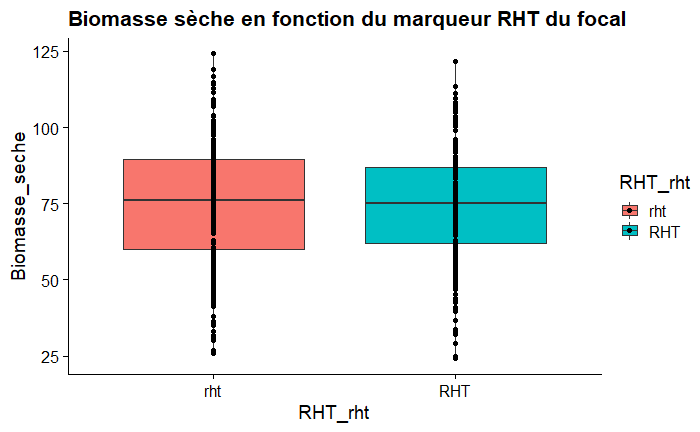 Biomasse sèche en fonction du marqueur RHT du focal
Biomasse_seche
125
100
75
50
25
rht
RHT
RHT_rht
RHT_rht
rht
RHT